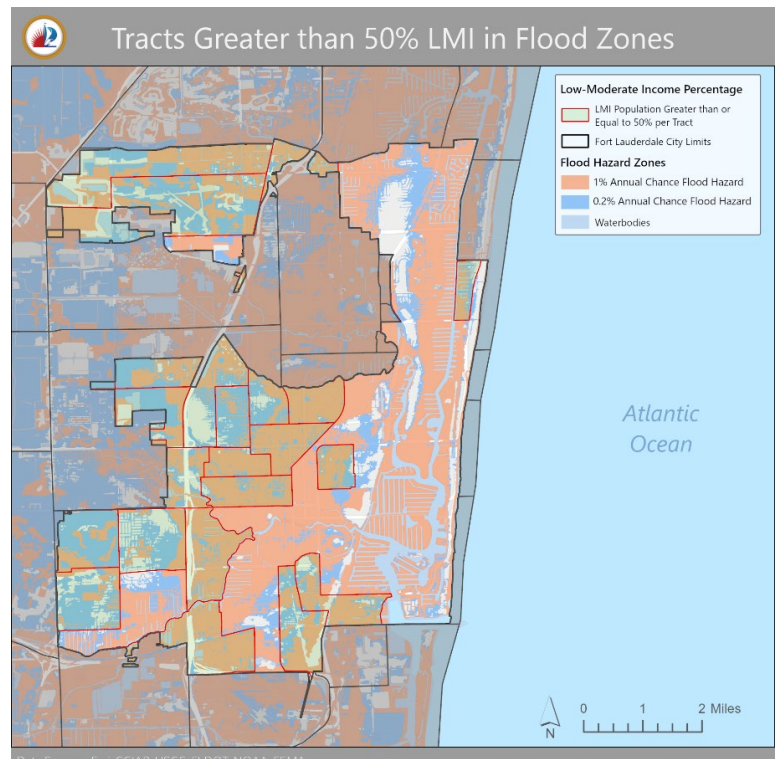 Tracts Greater than 50% LMI in Flood Zones
Low-Moderate Income Percentage
LMI Population Greater than or
Equal to 50% per Tract
Fort Lauderdale City Limits
Flood Hazard Zones
1% Annual Chance Flood Hazard
0.2% Annual Chance Flood Hazard
Waterbodies
Atlantic
Ocean
N
0 1 2 Miles